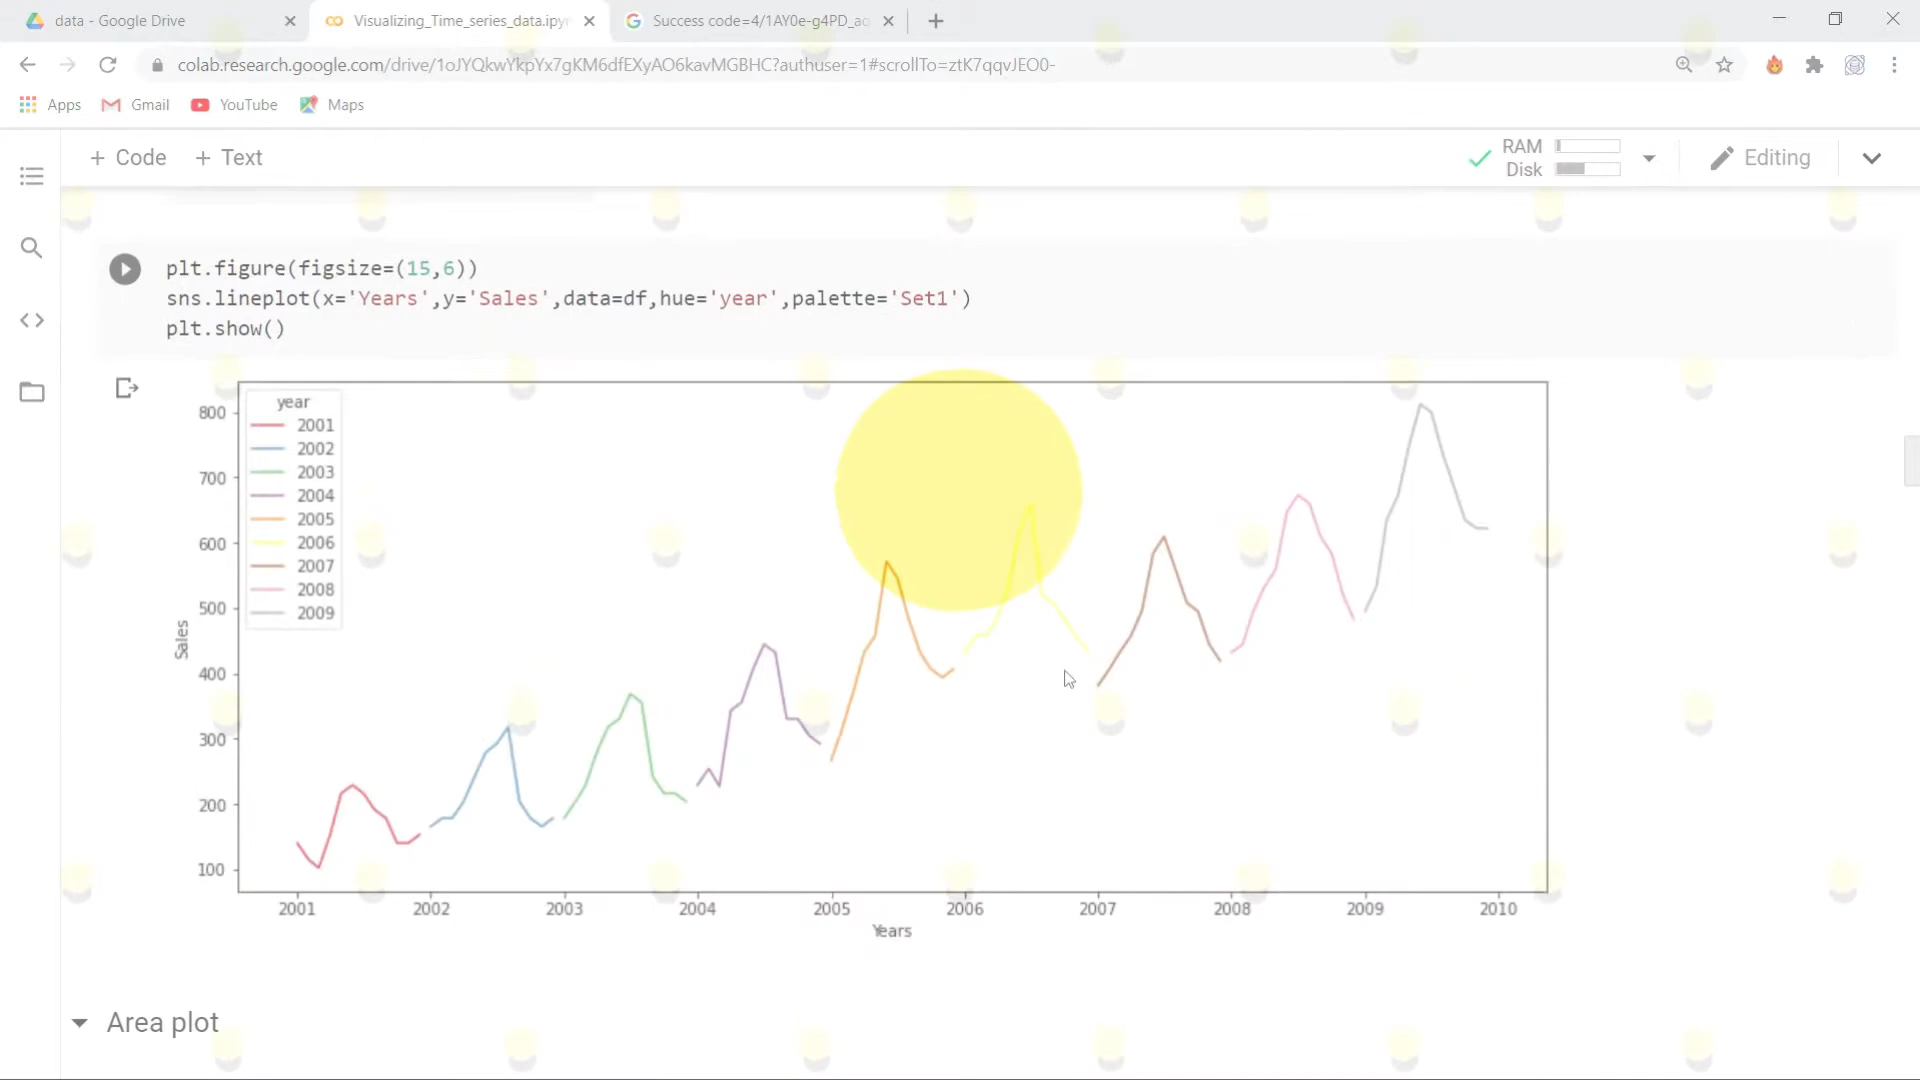 data - Google Drive
Visualizing_Time_series_data.ipyn
Success code=4/1AY0e-g4PD_aq
colab.research.google.com/drive/1oJYQkwYkpYx7gKM6dfEXyAO6kavMGBHC?authuser=1#scrollTo=ztK7qqvJEO0-
Apps
Gmail
YouTube
Maps
+ Code
+ Text
RAM
Disk
Editing
plt.figure(figsize=(15,6))
sns.lineplot(x='Years',y='Sales',data=df,hue='year',palette='Set1')
plt.show()
year
2001
2002
2003
2004
2005
2006
2007
2008
2009
800
700
600
500
400
300
200
100
Sales
2001 2002 2003 2004 2005 2006 2007 2008 2009 2010
Years
Area plot